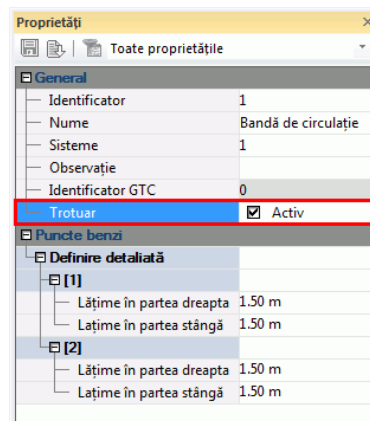 Proprietăți
Toate proprietățile
General
Identificator 1
Nume Bandă de circulație
Sisteme 1
Observație
Identificator GTC 0
Trotuar Activ
Puncte benzi
Definire detaliată
[1]
Lățime în partea dreapta 1.50 m
Lațime în partea stângă 1.50 m
[2]
Lățime în partea dreapta 1.50 m
Lațime în partea stângă 1.50 m